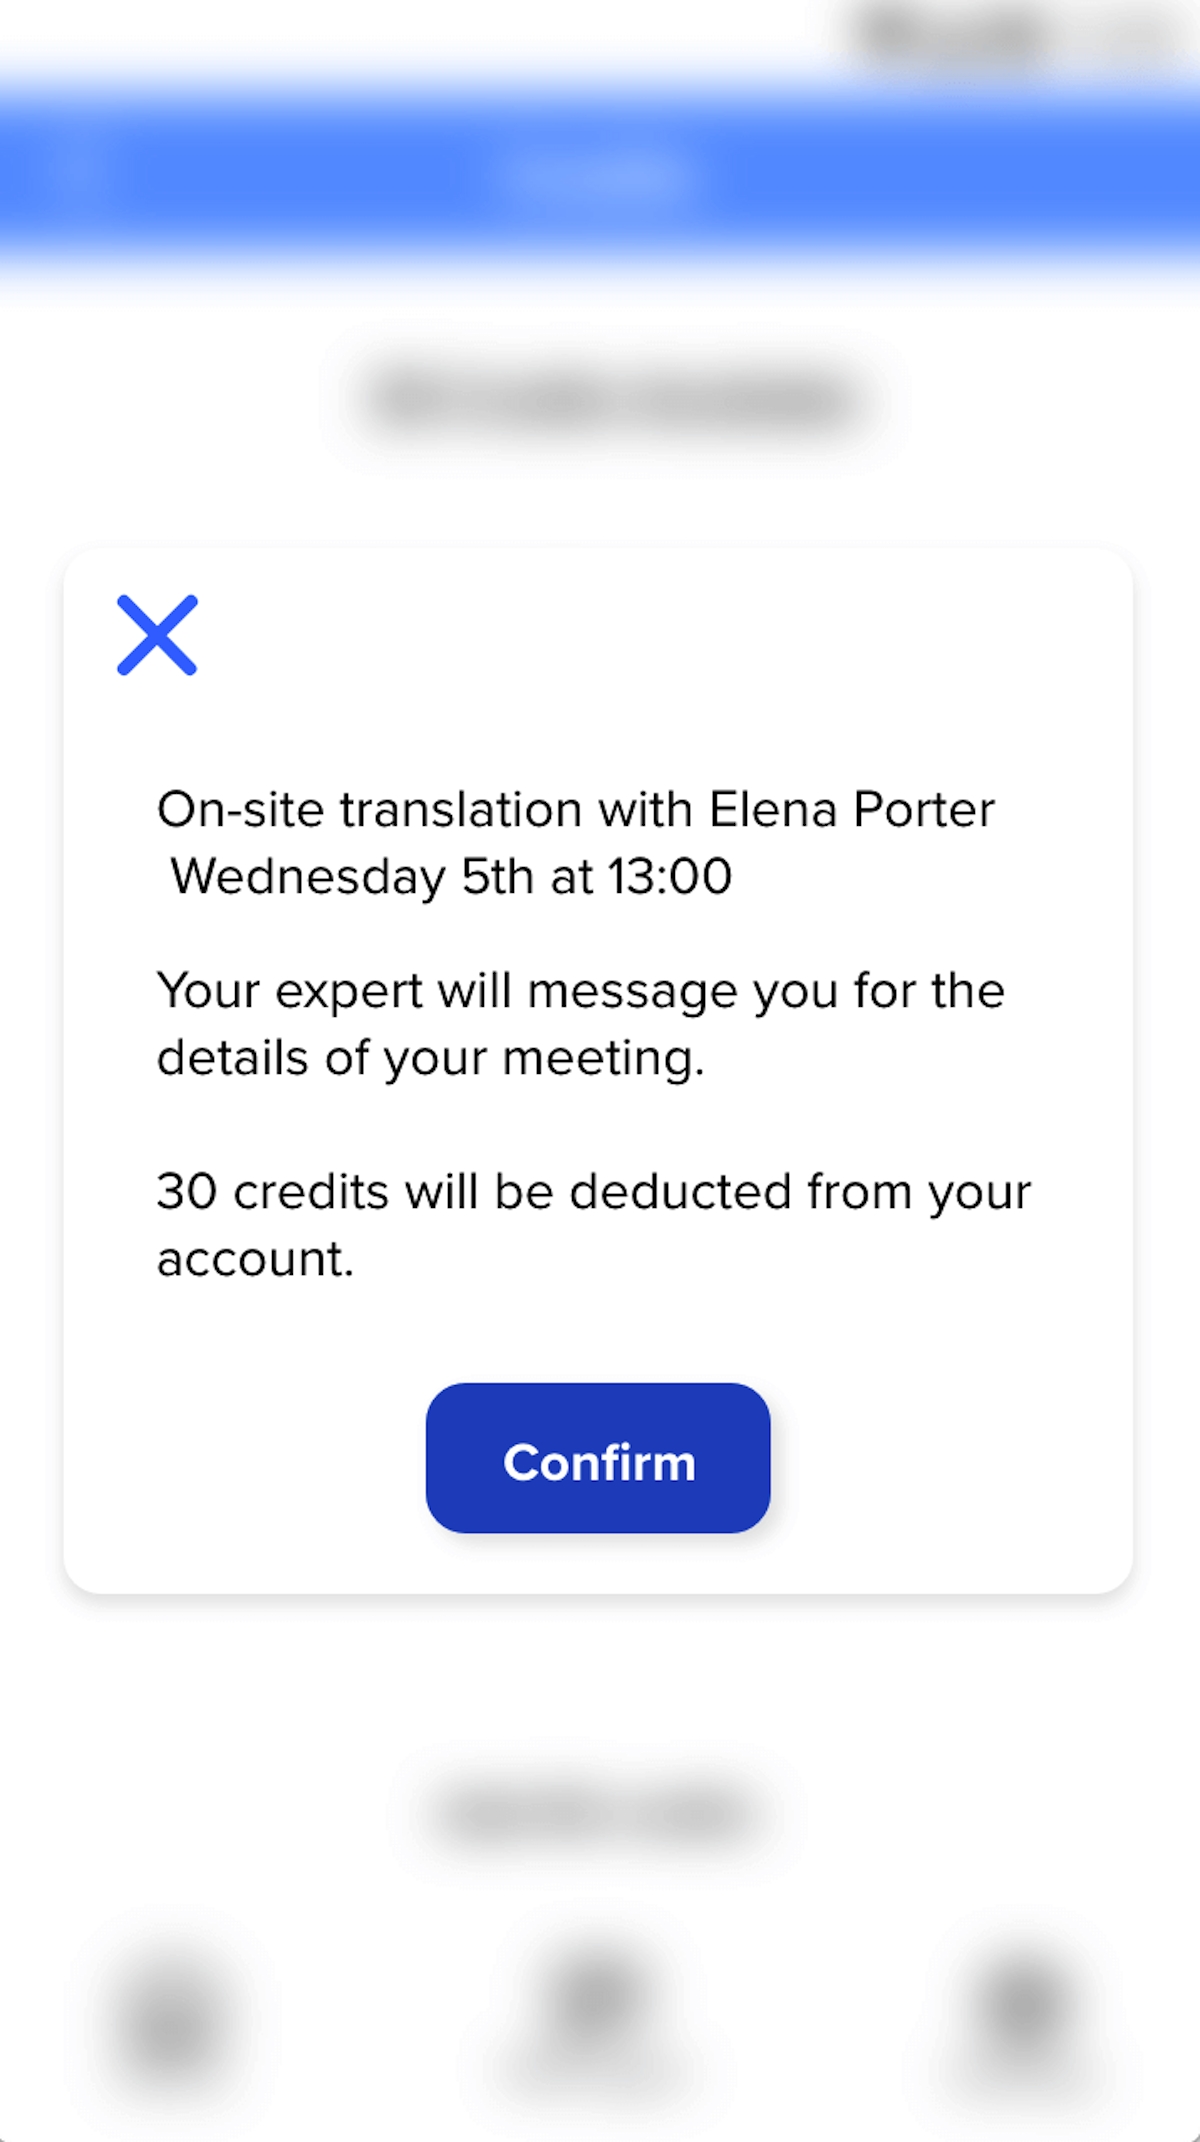 On-site translation with Elena Porter
Wednesday 5th at 13:00
Your expert will message you for the
details of your meeting.
30 credits will be deducted from your
account.
Confirm